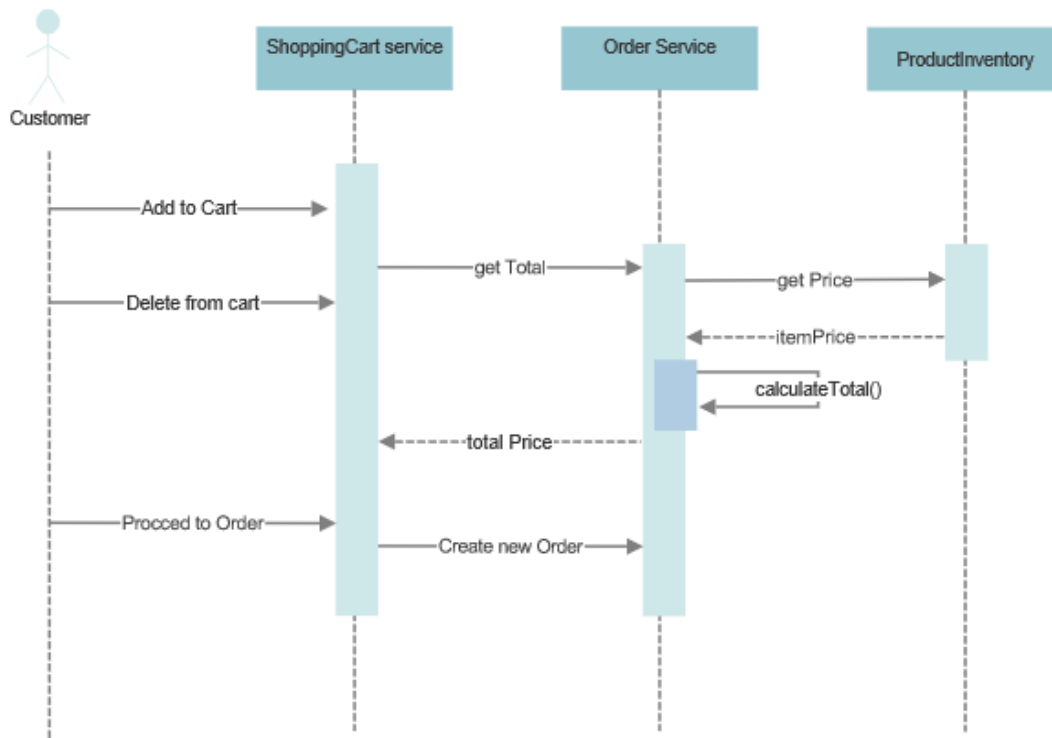 ShoppingCart service
Order Service
ProductInventory
Customer
Add to Cart
get Total
get Price
Delete from cart
itemPrice
calculateTotal()
total Price
Procced to Order
Create new Order